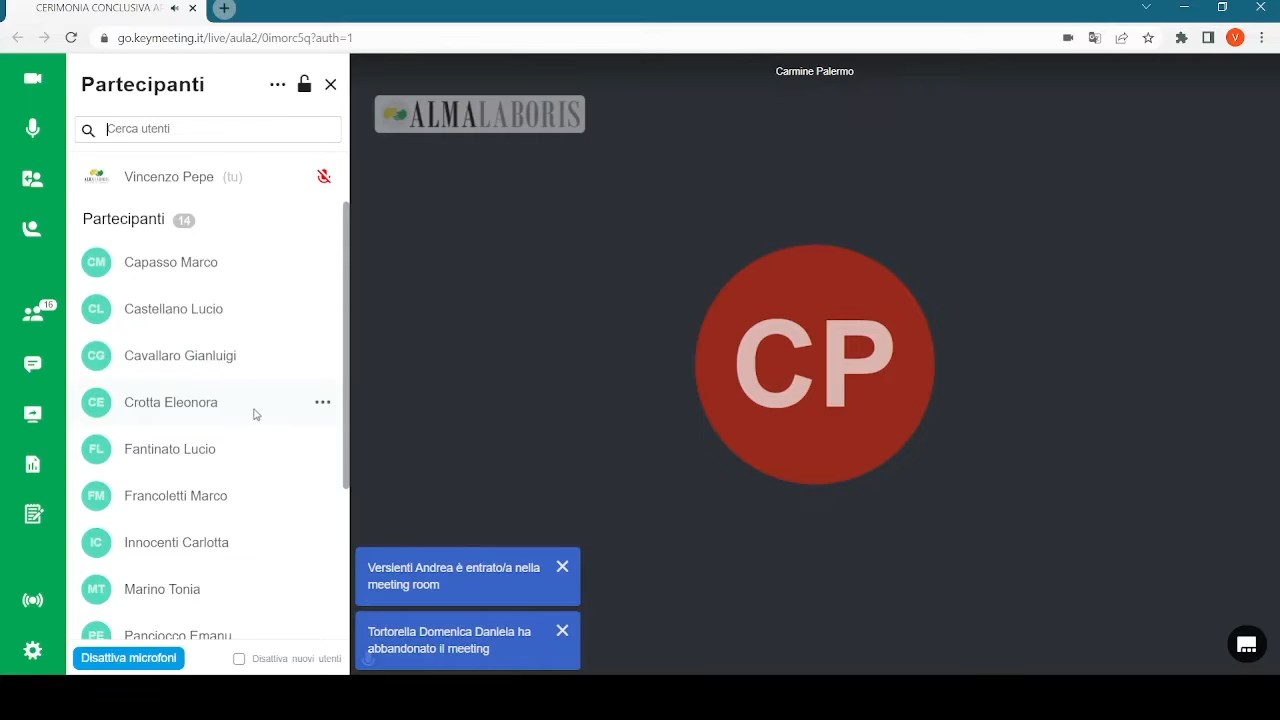 CERIMONIA CONCLUSIVA
go.keymeeting.it/live/aula2/0imorc5q?auth=1
V
Partecipanti
Cerca utenti
Vincenzo Pepe (tu)
Partecipanti 14
CM Capasso Marco
CL Castellano Lucio
16
CG Cavallaro Gianluigi
CE Crotta Eleonora
FL Fantinato Lucio
FM Francoletti Marco
IC Innocenti Carlotta
MT Marino Tonia
PE Panciocco Emanu
Disattiva microfoni
Disattiva nuovi utenti
Carmine Palermo
ALMALABORIS
CP
Versienti Andrea è entrato/a nella
meeting room
Tortorella Domenica Daniela ha
abbandonato il meeting